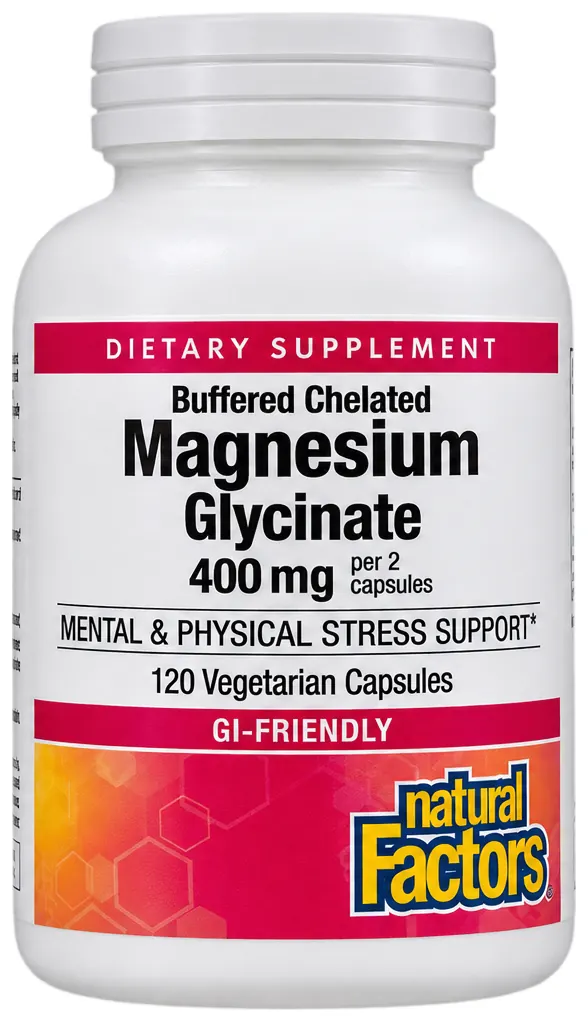 DIETARY SUPPLEMENT
Buffered Chelated
Magnesium
Glycinate
400 mg per 2 capsules
MENTAL & PHYSICAL STRESS SUPPORT*
120 Vegetarian Capsules
GI-FRIENDLY
natural
Factors®